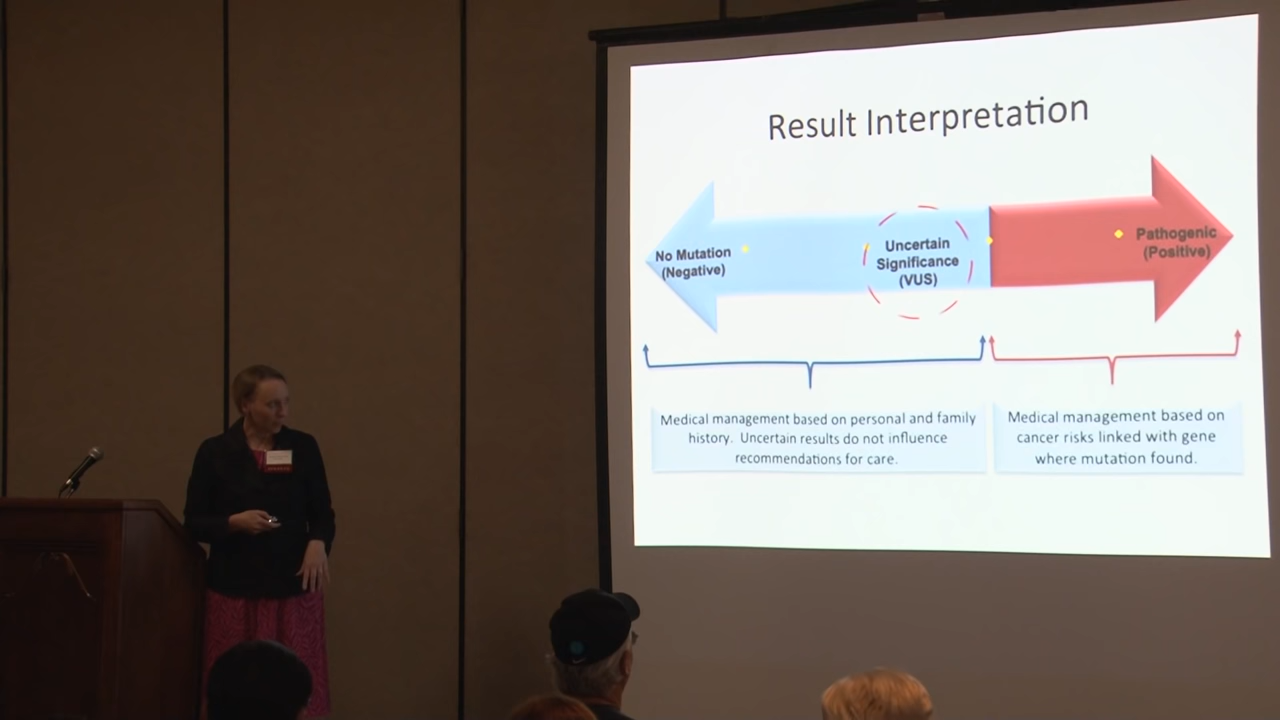 Result Interpretation
No Mutation
(Negative)
Uncertain
Significance
(VUS)
Pathogenic
(Positive)
Medical management based on personal and family
history. Uncertain results do not influence
recommendations for care.
Medical management based on
cancer risks linked with gene
where mutation found.